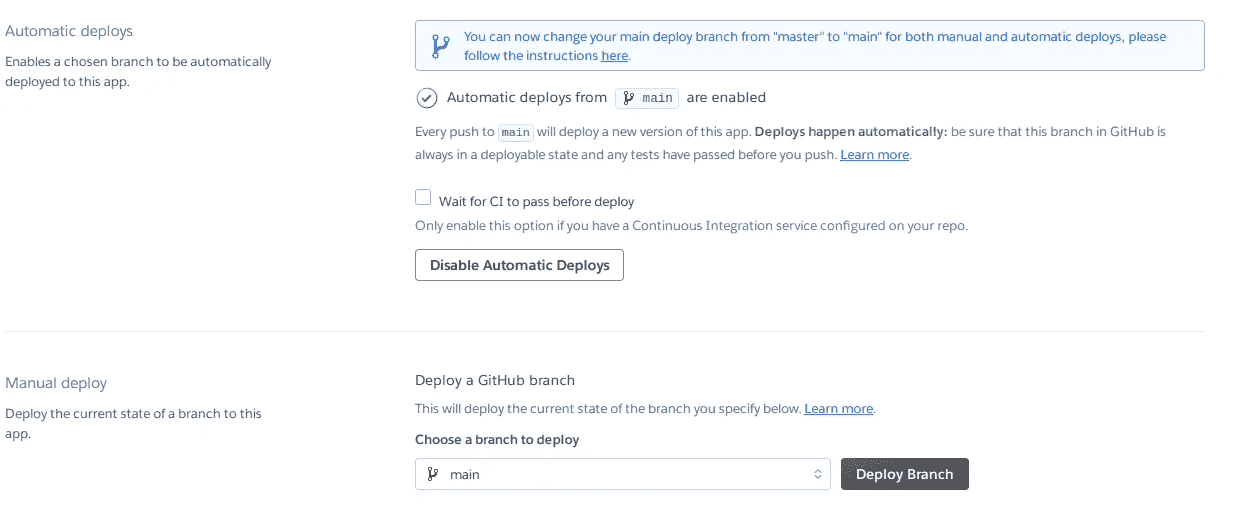 Automatic deploys
Enables a chosen branch to be automatically
deployed to this app.
You can now change your main deploy branch from "master" to "main" for both manual and automatic deploys, please
follow the instructions here.
Automatic deploys from main are enabled
Every push to main will deploy a new version of this app. Deploys happen automatically: be sure that this branch in GitHub is
always in a deployable state and any tests have passed before you push. Learn more.
Wait for CI to pass before deploy
Only enable this option if you have a Continuous Integration service configured on your repo.
Disable Automatic Deploys
Manual deploy
Deploy the current state of a branch to this
app.
Deploy a GitHub branch
This will deploy the current state of the branch you specify below. Learn more.
Choose a branch to deploy
main
Deploy Branch